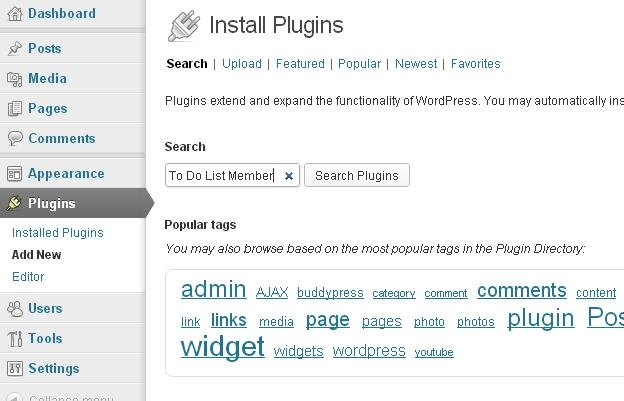 Dashboard
Posts
Media
Pages
Comments
Appearance
Plugins
Installed Plugins
Add New
Editor
Users
Tools
Settings
Collapse menu
Install Plugins
Search | Upload | Featured | Popular | Newest | Favorites
Plugins extend and expand the functionality of WordPress. You may automatically ins
Search
To Do List Member × Search Plugins
Popular tags
You may also browse based on the most popular tags in the Plugin Directory:
admin AJAX buddypress category comment comments content
link links media page pages photo photos plugin Pos
widget widgets wordpress youtube